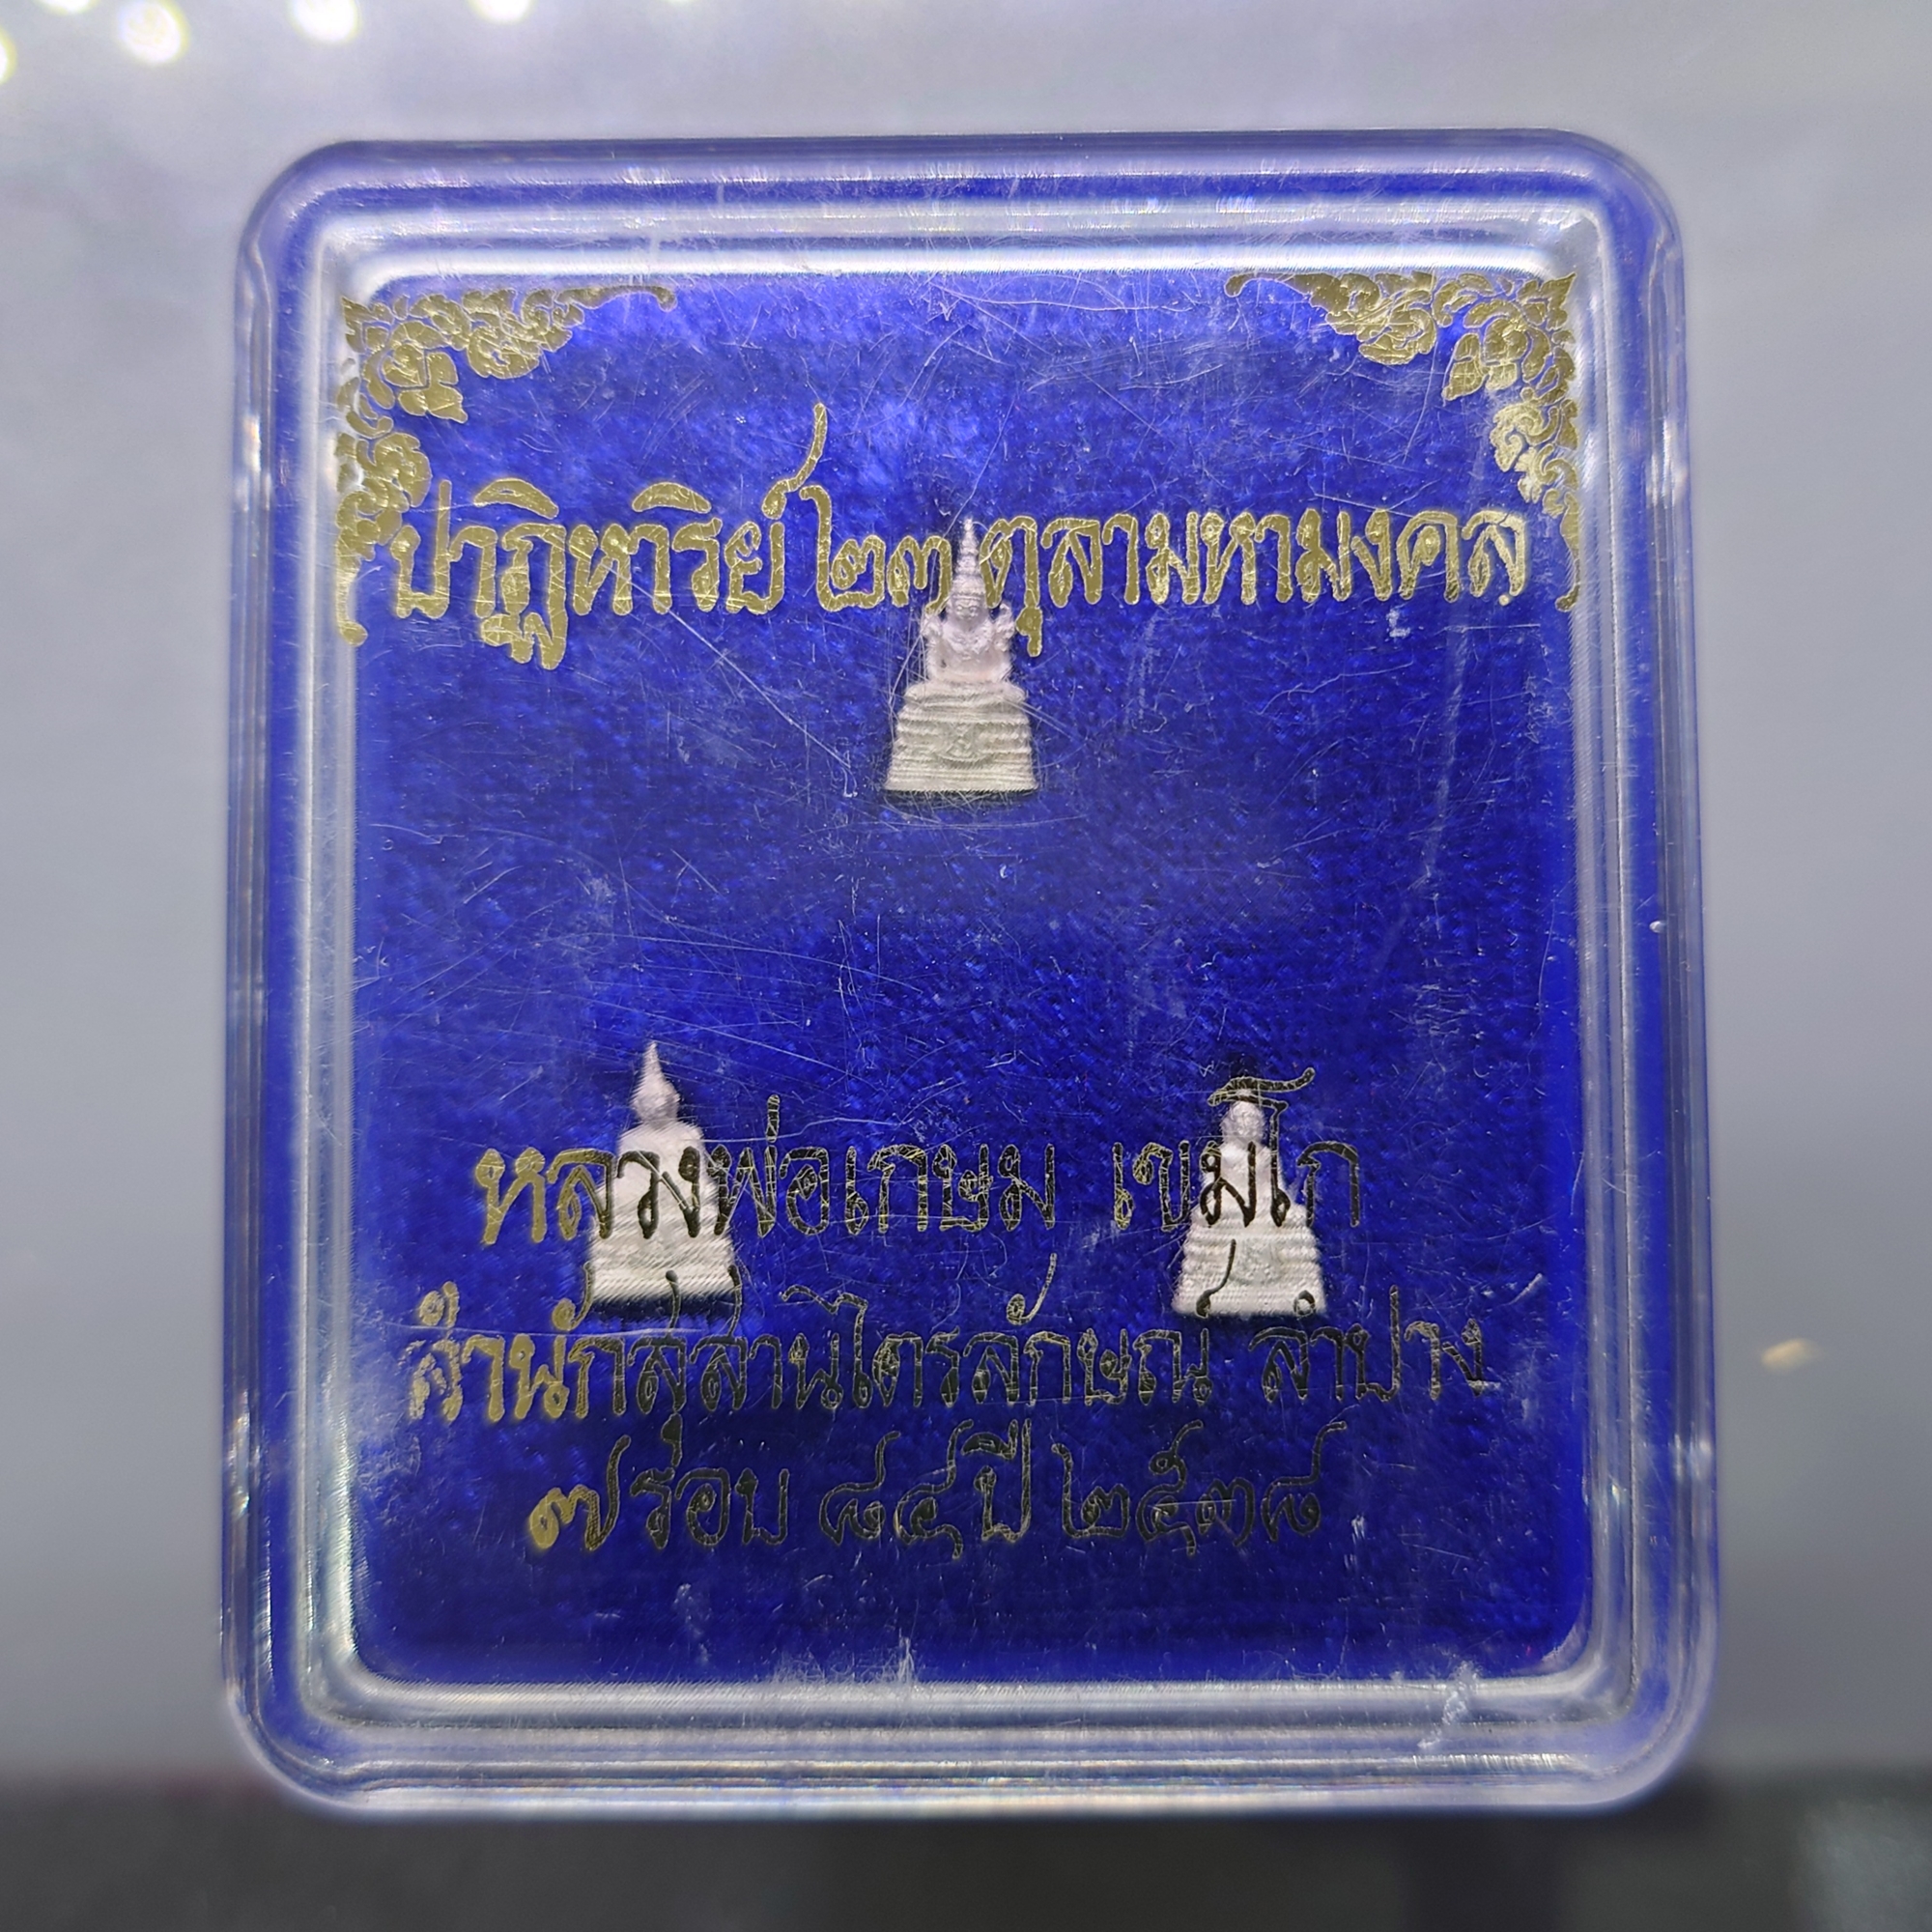 ปาฏิหาริย์ ๒๓ ตุลามหามงคล
หลวงพ่อเกษม เขมโก
สำนักสุสานไตรลักษณ์ ลำปาง
๗ รอบ ๘๔ ปี ๒๕๓๘